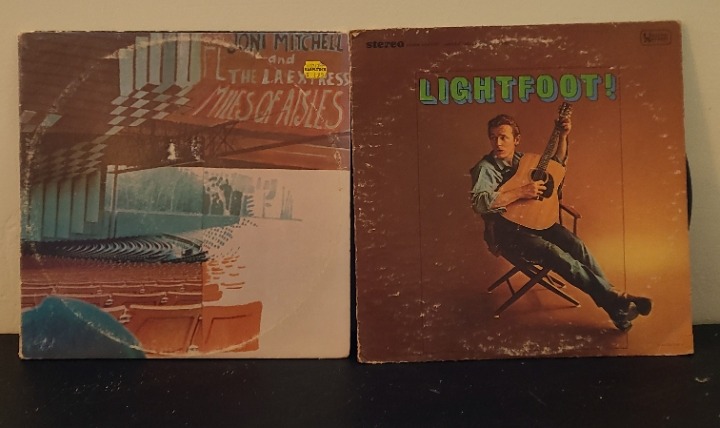 JONI MITCHELL
and
THE L.A. EXPRESS
MILES OF AISLES
stereo
LIGHTFOOT!